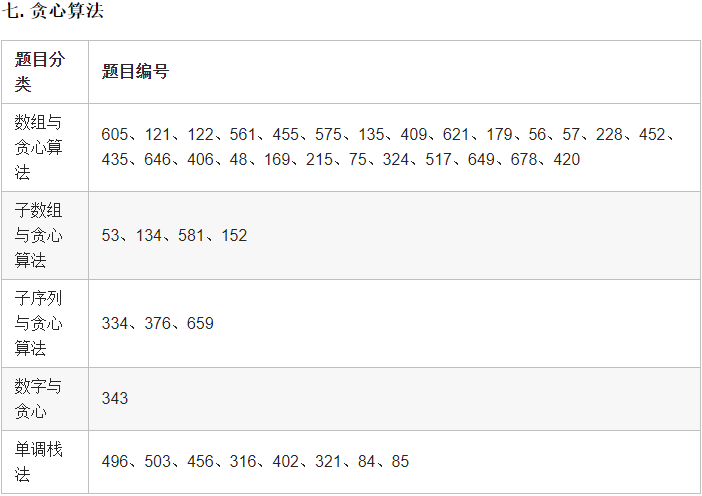 七. 贪心算法
题目分
类
题目编号
数组与
贪心算
法
605、121、122、561、455、575、135、409、621、179、56、57、228、452、
435、646、406、48、169、215、75、324、517、649、678、420
子数组
与贪心
算法
53、134、581、152
子序列
与贪心
算法
334、376、659
数字与
贪心
343
单调栈
法
496、503、456、316、402、321、84、85